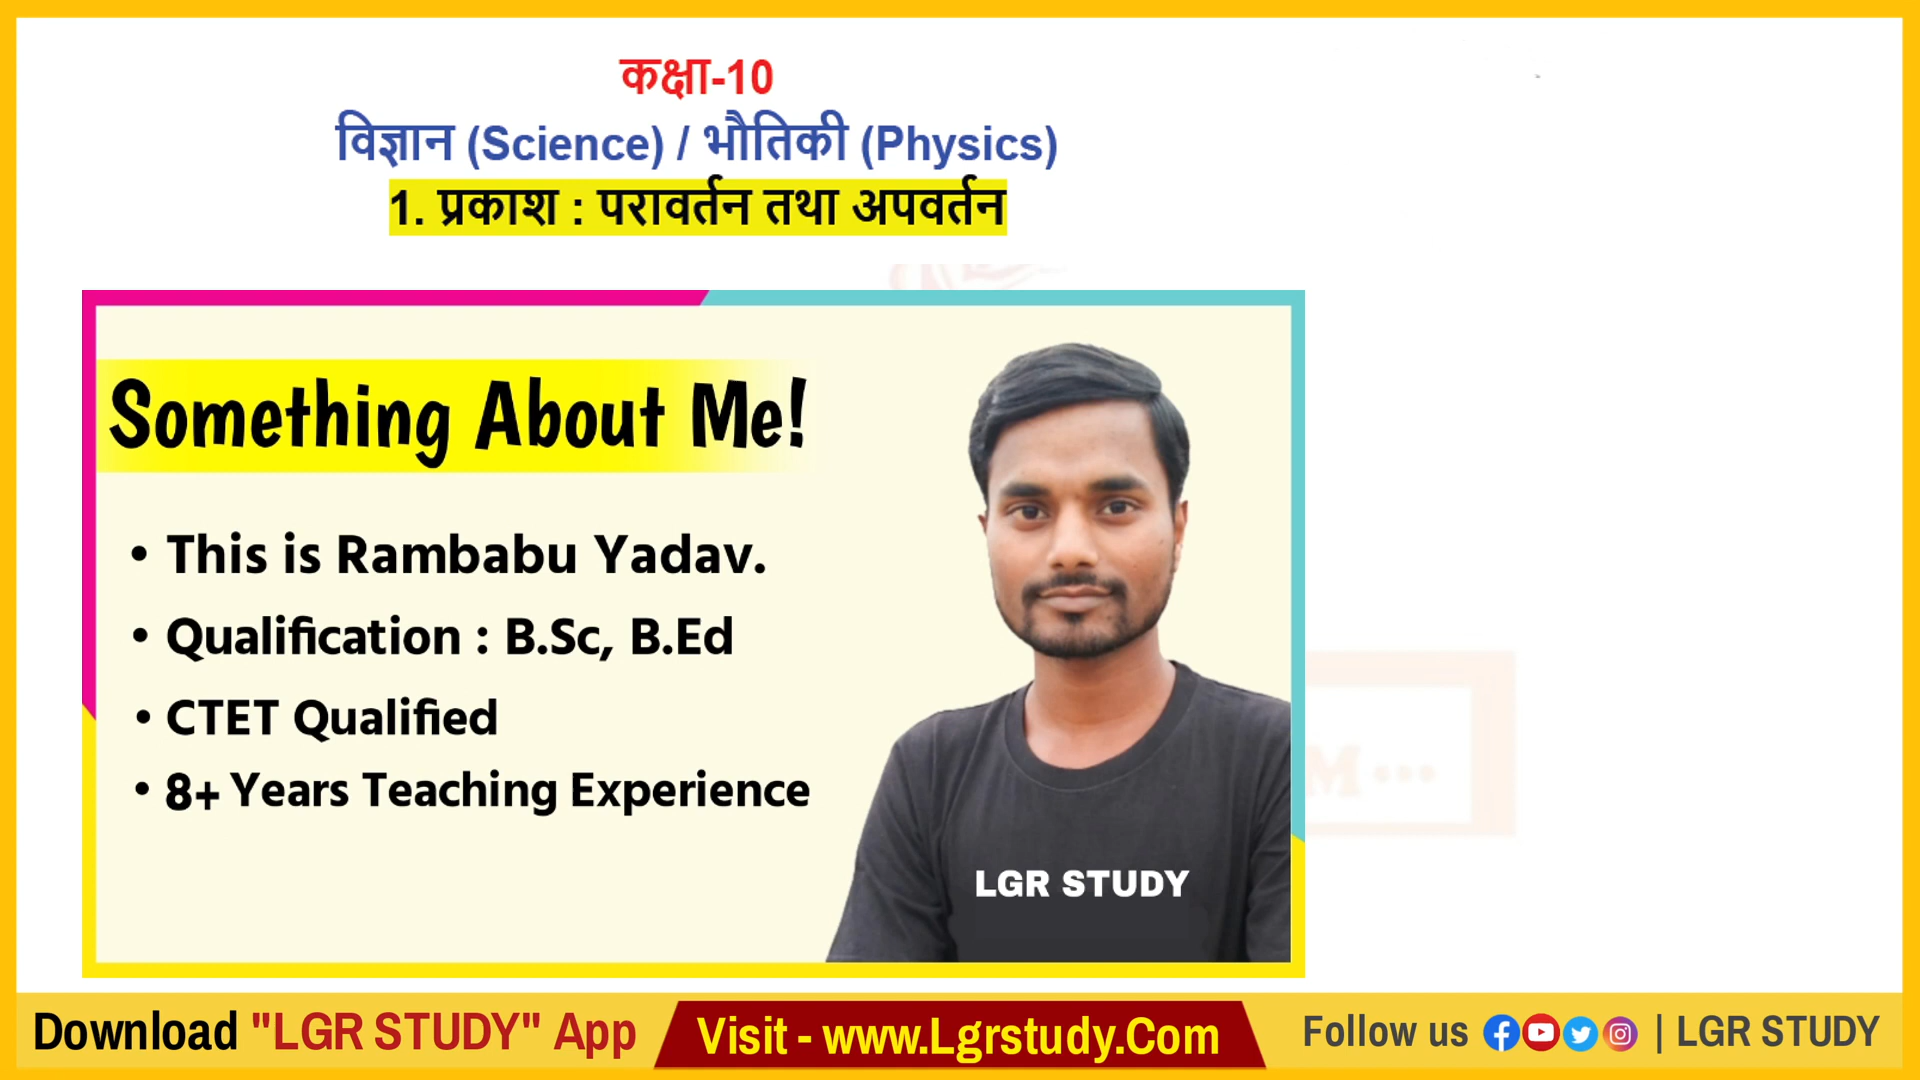 कक्षा-10
विज्ञान (Science) / भौतिकी (Physics)
1. प्रकाश : परावर्तन तथा अपवर्तन
Something About Me!
• This is Rambabu Yadav.
• Qualification : B.Sc, B.Ed
• CTET Qualified
• 8+ Years Teaching Experience
LGR STUDY
Download "LGR STUDY" App
Visit - www.Lgrstudy.Com
Follow us | LGR STUDY